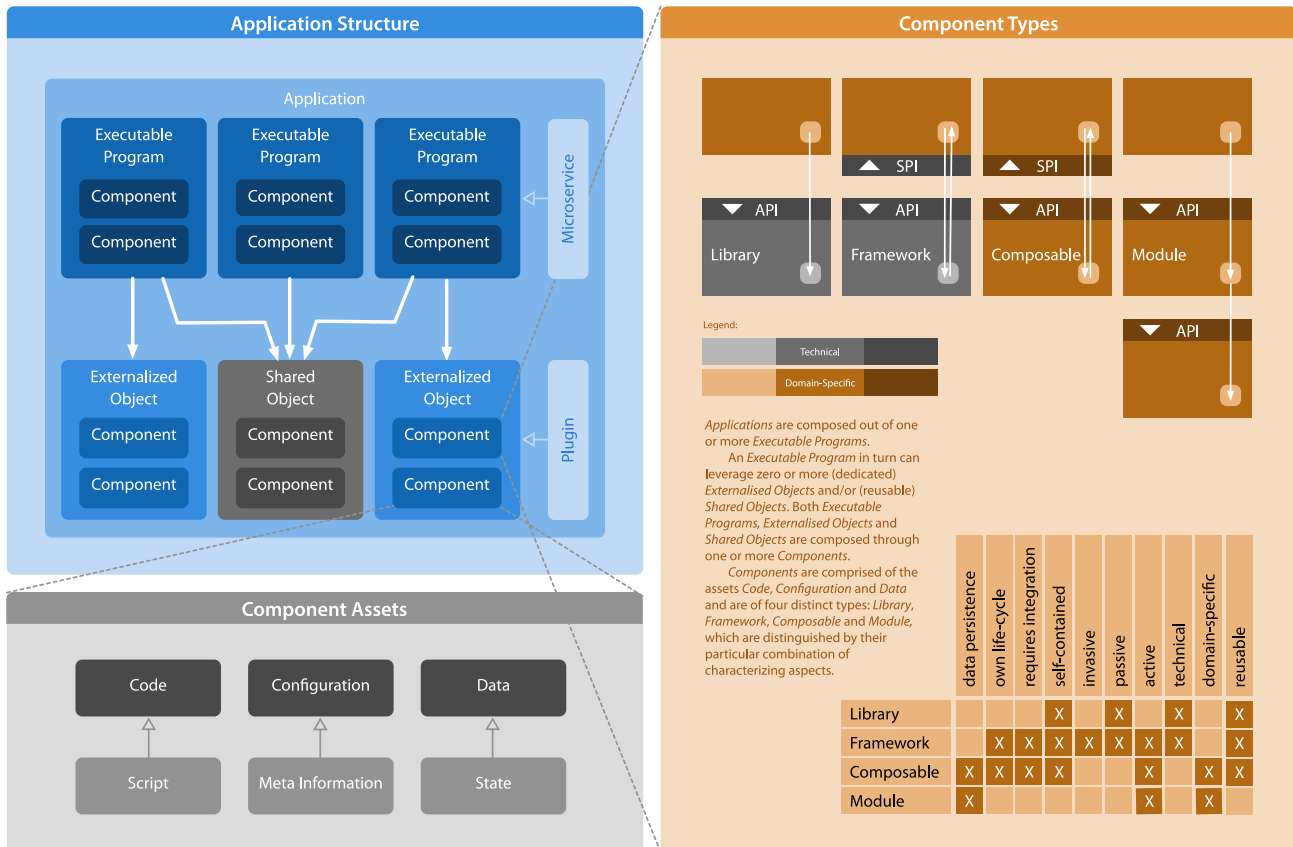 Application Structure
Application
Executable
Program
Component
Component
Executable
Program
Component
Component
Executable
Program
Component
Component
Microservice
Externalized
Object
Component
Component
Shared
Object
Component
Component
Externalized
Object
Component
Component
Plugin
Component Assets
Code
Configuration
Data
Script
Meta Information
State
Component Types
SPI
SPI
API
Library
API
Framework
API
Composable
API
Module
API
Legend:
Technical
Domain-Specific
Applications are composed out of one
or more Executable Programs.
An Executable Program in turn can
leverage zero or more (dedicated)
Externalised Objects and/or (reusable)
Shared Objects. Both Executable
Programs, Externalised Objects and
Shared Objects are composed through
one or more Components.
Components are comprised of the
assets Code, Configuration and Data
and are of four distinct types: Library,
Framework, Composable and Module,
which are distinguished by their
particular combination of
characterizing aspects.
data persistence
own life-cycle
requires integration
self-contained
invasive
passive
active
technical
domain-specific
reusable
Library X X X X
Framework X X X X X X X X
Composable X X X X X X X
Module X X X